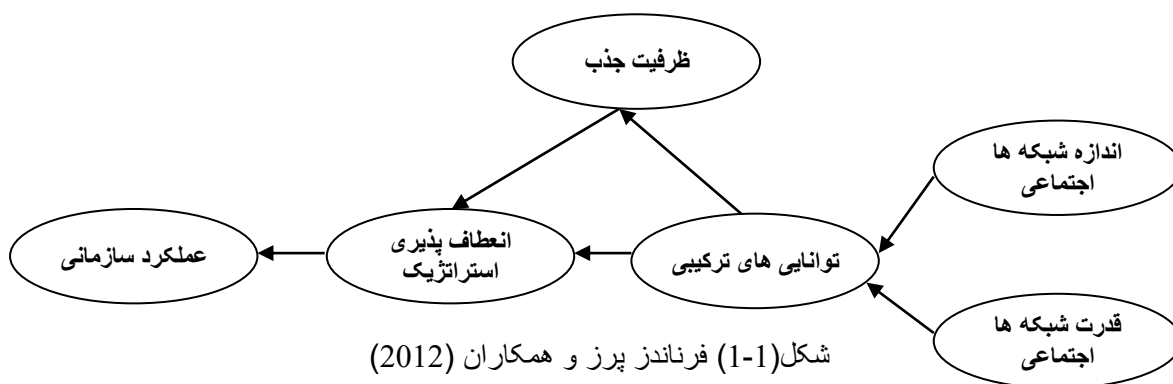 ظرفیت جذب
اندازه شبکه ها
اجتماعی
توانایی های ترکیبی
انعطاف پذیری
استراتژیک
عملکرد سازمانی
قدرت شبکه ها
اجتماعی
شکل(1-1) فرناندز پرز و همکاران (2012)